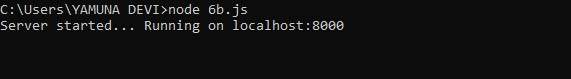 C:\Users\YAMUNA DEVI>node 6b.js
Server started... Running on localhost:8000